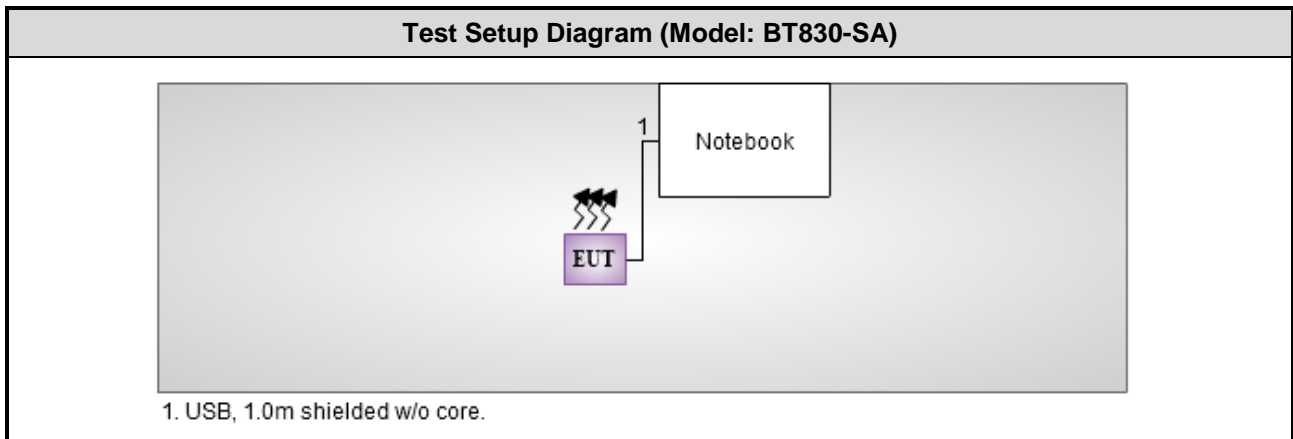 Test Setup Diagram (Model: BT830-SA)
1
Notebook
EUT
1. USB, 1.0m shielded w/o core.